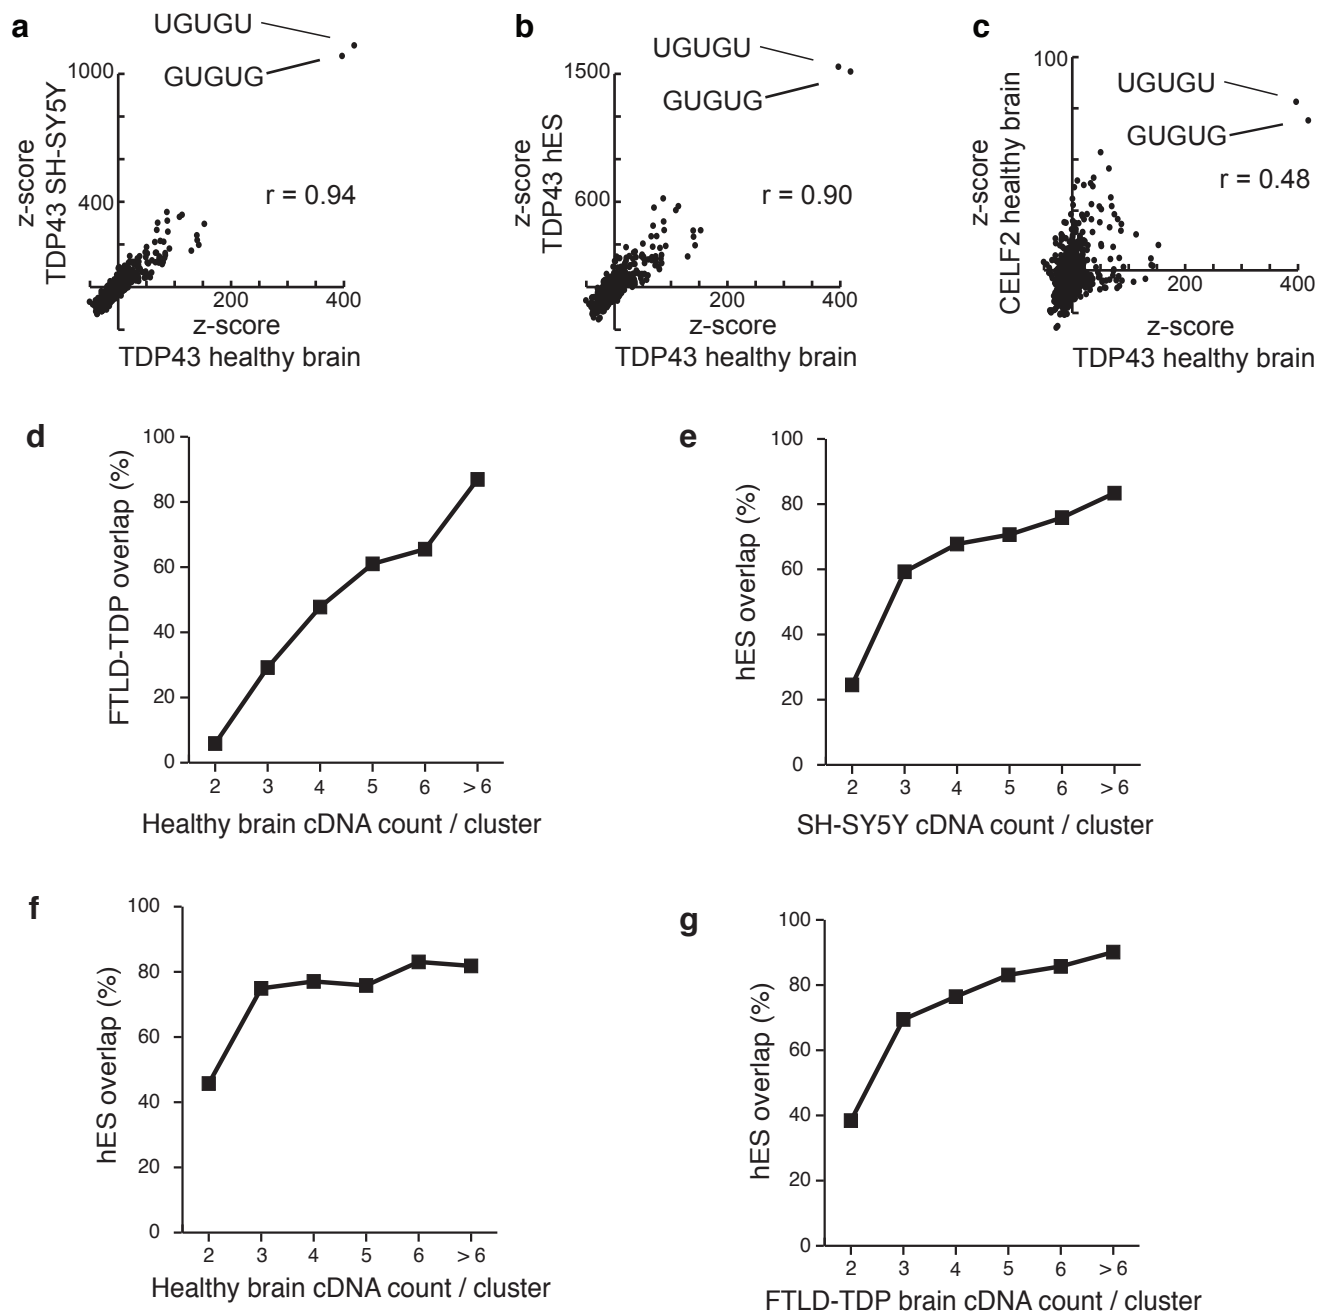 a
UGUGU
GUGUG
1000
400
z-score
TDP43 SH-SY5Y
r = 0.94
200
400
z-score
TDP43 healthy brain
b
UGUGU
GUGUG
1500
600
z-score
TDP43 hES
r = 0.90
200
400
z-score
TDP43 healthy brain
c
UGUGU
GUGUG
100
z-score
CELF2 healthy brain
r = 0.48
200
400
z-score
TDP43 healthy brain
d
100
80
60
40
20
0
FTLD-TDP overlap (%)
2 3 4 5 6 > 6
Healthy brain cDNA count / cluster
e
100
80
60
40
20
0
hES overlap (%)
2 3 4 5 6 > 6
SH-SY5Y cDNA count / cluster
f
100
80
60
40
20
0
hES overlap (%)
2 3 4 5 6 > 6
Healthy brain cDNA count / cluster
g
100
80
60
40
20
0
hES overlap (%)
2 3 4 5 6 > 6
FTLD-TDP brain cDNA count / cluster